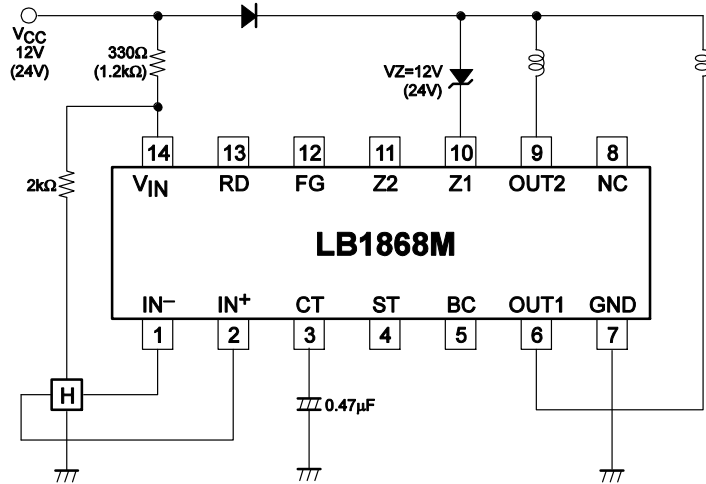 VCC
12V
(24V)
330Ω
(1.2kΩ)
VZ=12V
(24V)
2kΩ
14 13 12 11 10 9 8
VIN RD FG Z2 Z1 OUT2 NC
LB1868M
IN− IN+ CT ST BC OUT1 GND
1 2 3 4 5 6 7
H
0.47μF